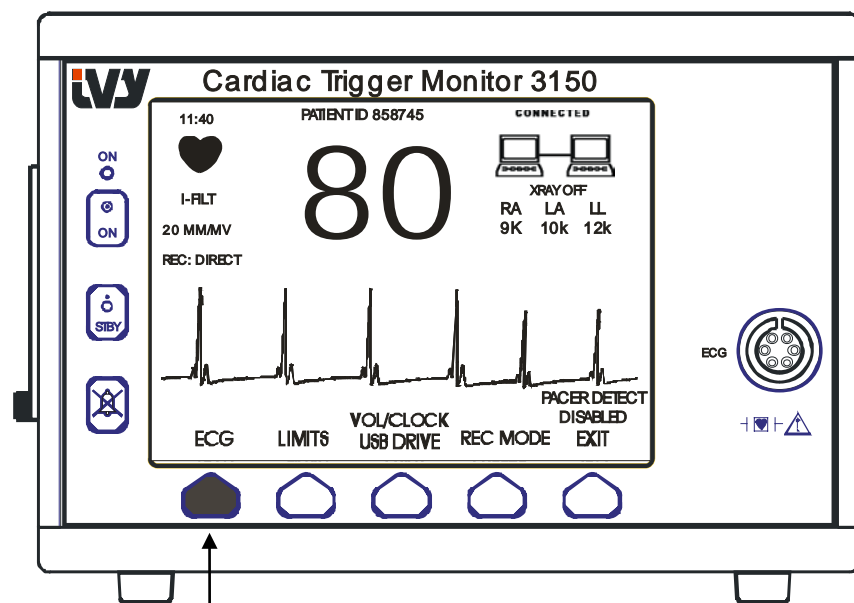 ivy
Cardiac Trigger Monitor 3150
11:40
PATIENT ID 858745
CONNECTED
80
I-FILT
XRAY OFF
RA LA LL
20 MM/MV
9K 10k 12k
REC: DIRECT
ON
ON
STBY
ECG
PACER DETECT
DISABLED
ECG
LIMITS
VOL/CLOCK
USB DRIVE
REC MODE
EXIT